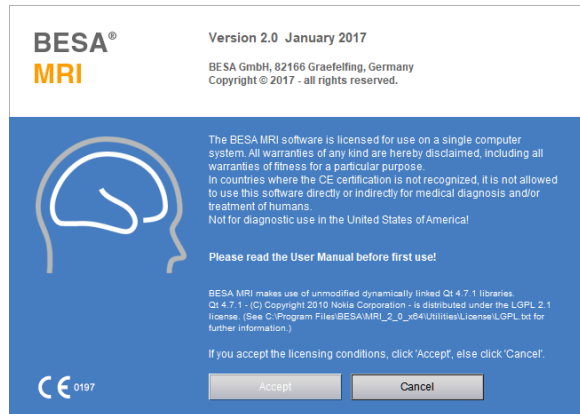 BESA®
MRI
Version 2.0 January 2017
BESA GmbH, 82166 Graefelfing, Germany
Copyright © 2017 - all rights reserved.
The BESA MRI software is licensed for use on a single computer
system. All warranties of any kind are hereby disclaimed, including all
warranties of fitness for a particular purpose.
In countries where the CE certification is not recognized, it is not allowed
to use this software directly or indirectly for medical diagnosis and/or
treatment of humans.
Not for diagnostic use in the United States of America!
Please read the User Manual before first use!
BESA MRI makes use of unmodified dynamically linked Qt 4.7.1 libraries.
Qt 4.7.1 - (C) Copyright 2010 Nokia Corporation - is distributed under the LGPL 2.1
license. (See C:\Program Files\BESA\MRI_2_0_x64\Utilities\License\LGPL.txt for
further information.)
If you accept the licensing conditions, click 'Accept', else click 'Cancel'.
CE 0197
Accept
Cancel